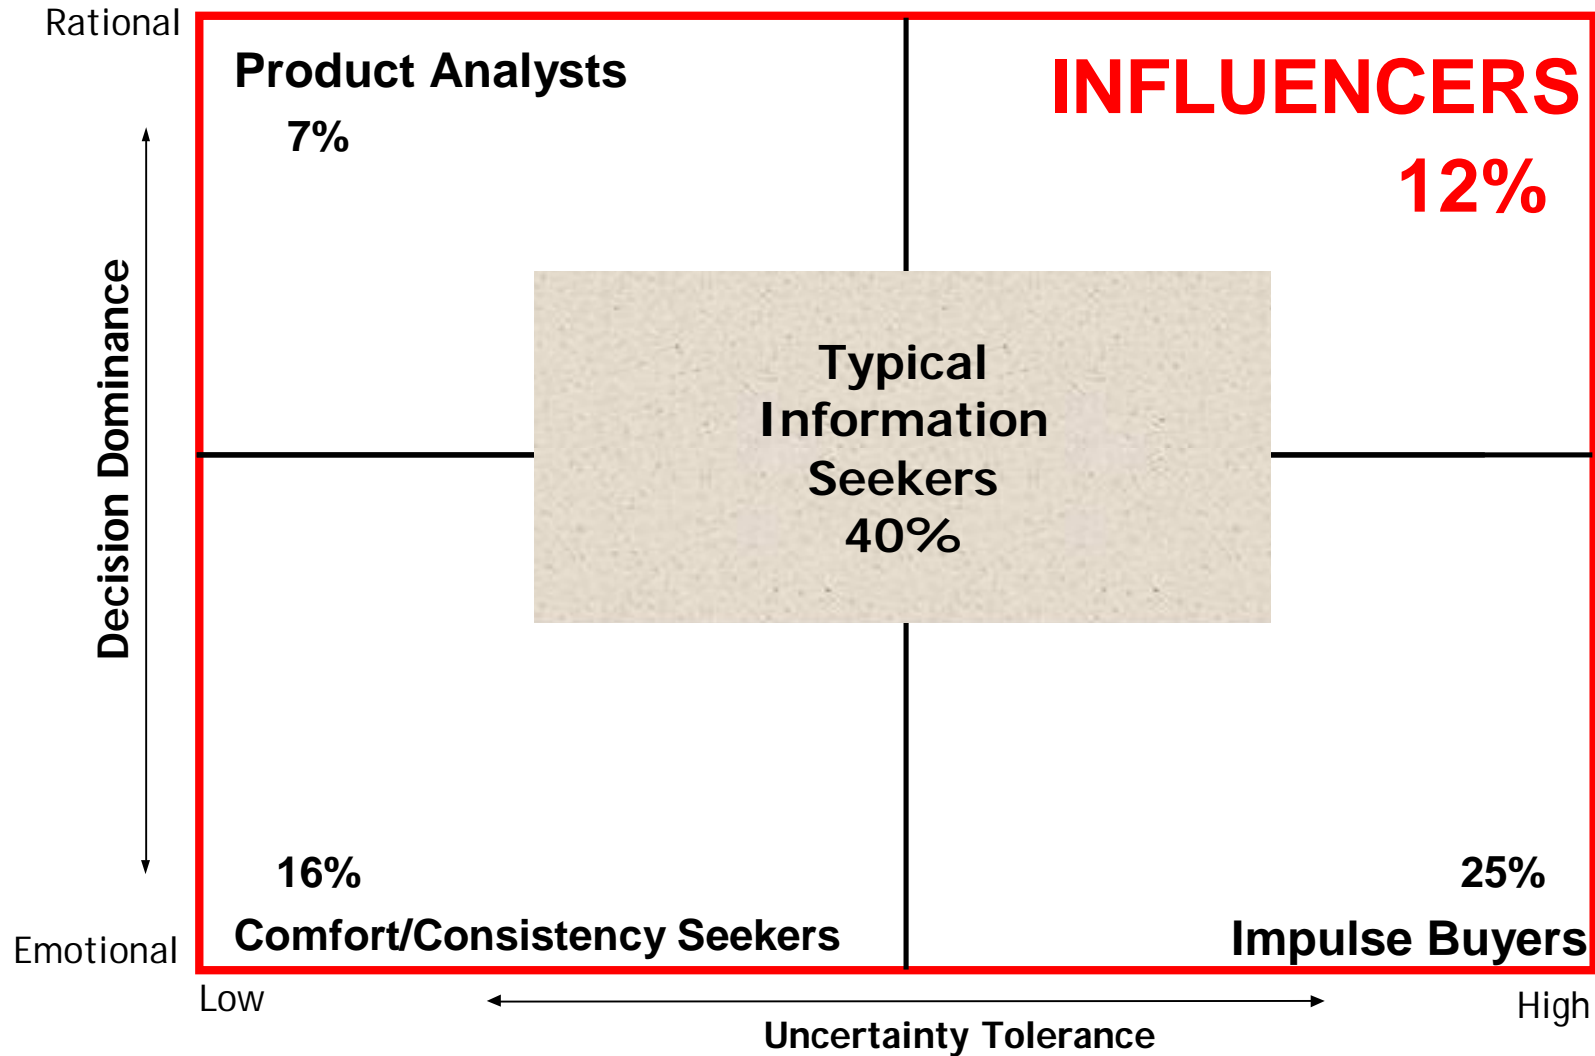 Rational
Product Analysts
7%
INFLUENCERS
12%
Decision Dominance
Typical
Information
Seekers
40%
16%
Comfort/Consistency Seekers
25%
Impulse Buyers
Emotional
Low
High
Uncertainty Tolerance